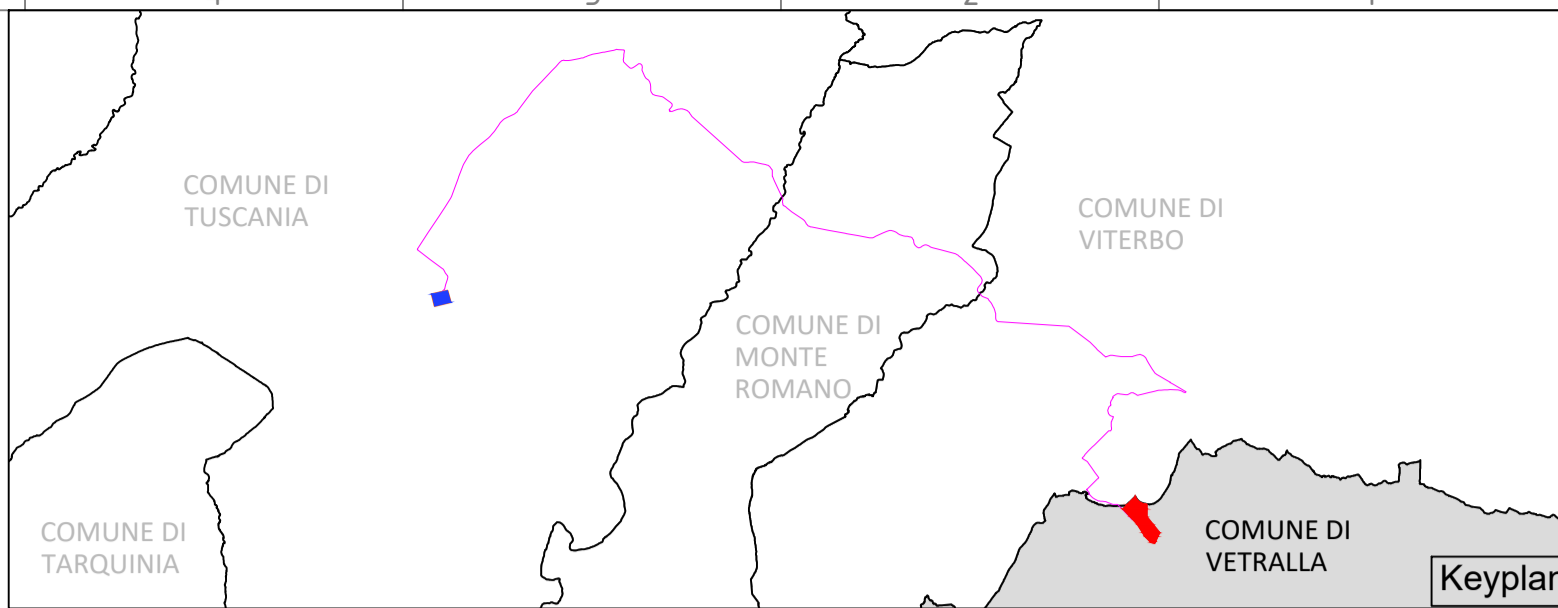 COMUNE DI
TUSCANIA
COMUNE DI
VITERBO
COMUNE DI
MONTE
ROMANO
COMUNE DI
TARQUINIA
COMUNE DI
VETRALLA
Keyplan